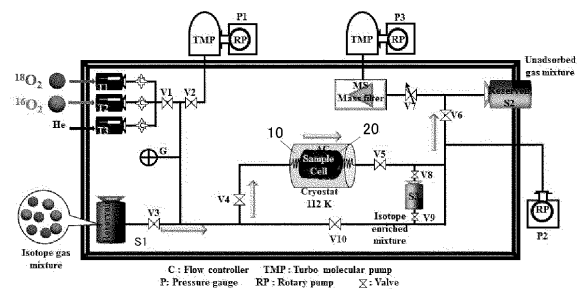 P1
P3
TMP
RP
TMP
RP
18O2
16O2
He
V1
V2
MS
Mass filter
V7
Unadsorbed
gas mixture
Reservoir
S2
V6
G
10
20
AC
Sample
Cell
V5
V8
Cryostat
112 K
V4
V9
Isotope
enriched
mixture
V3
V10
S1
RP
P2
Isotope gas
mixture
C : Flow controller TMP : Turbo molecular pump
P: Pressure gauge RP : Rotary pump : Valve